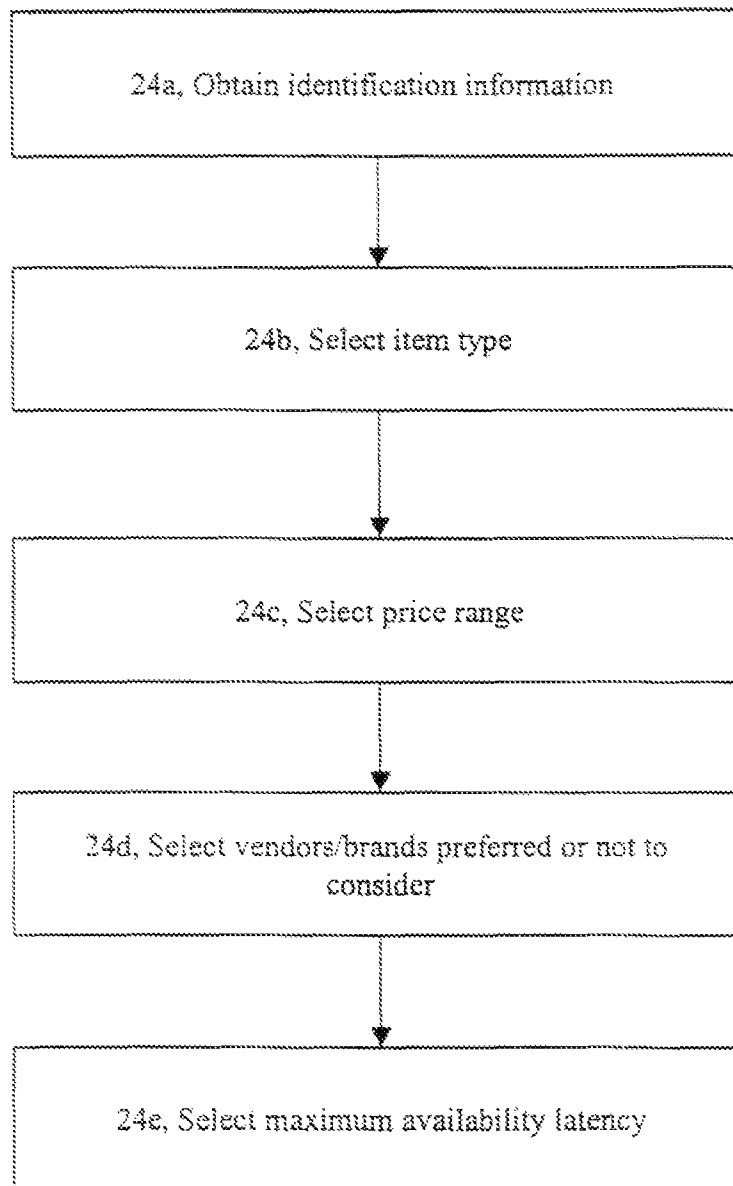 24a, Obtain identification information
24b, Select item type
24c, Select price range
24d, Select vendors/brands preferred or not to
consider
24e, Select maximum availability latency